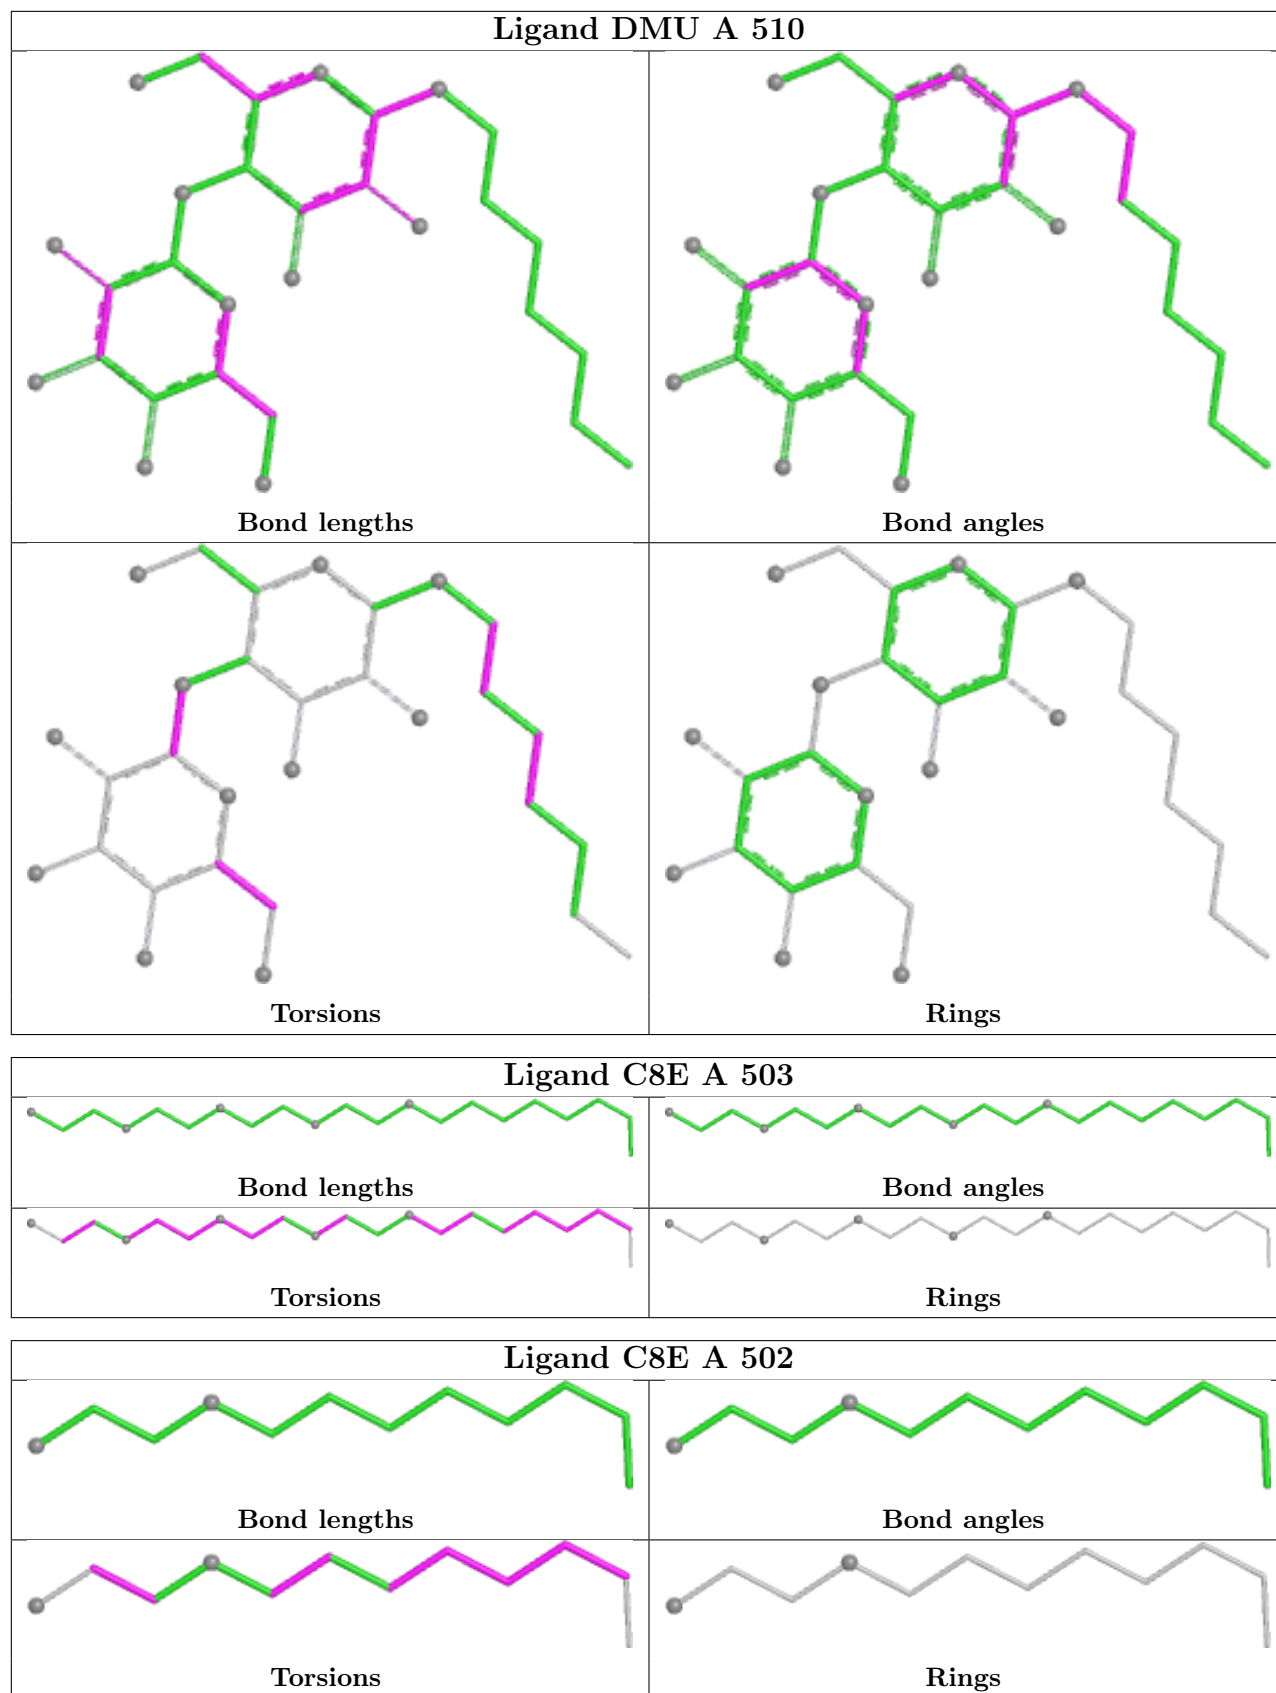 Ligand DMU A 510
Bond lengths
Bond angles
Torsions
Rings
Ligand C8E A 503
Bond lengths
Bond angles
Torsions
Rings
Ligand C8E A 502
Bond lengths
Bond angles
Torsions
Rings